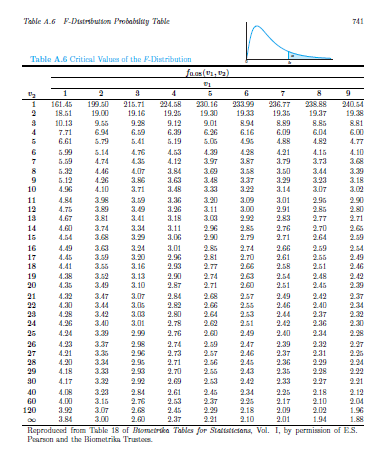 Table A.6 F-Distribution Probability Table 741
α
0 fα
Table A.6 Critical Values of the F-Distribution
f0.05(v1, v2)
v1
v2 1 2 3 4 5 6 7 8 9
1 161.45 199.50 215.71 224.58 230.16 233.99 236.77 238.88 240.54
2 18.51 19.00 19.16 19.25 19.30 19.33 19.35 19.37 19.38
3 10.13 9.55 9.28 9.12 9.01 8.94 8.89 8.85 8.81
4 7.71 6.94 6.59 6.39 6.26 6.16 6.09 6.04 6.00
5 6.61 5.79 5.41 5.19 5.05 4.95 4.88 4.82 4.77
6 5.99 5.14 4.76 4.53 4.39 4.28 4.21 4.15 4.10
7 5.59 4.74 4.35 4.12 3.97 3.87 3.79 3.73 3.68
8 5.32 4.46 4.07 3.84 3.69 3.58 3.50 3.44 3.39
9 5.12 4.26 3.86 3.63 3.48 3.37 3.29 3.23 3.18
10 4.96 4.10 3.71 3.48 3.33 3.22 3.14 3.07 3.02
11 4.84 3.98 3.59 3.36 3.20 3.09 3.01 2.95 2.90
12 4.75 3.89 3.49 3.26 3.11 3.00 2.91 2.85 2.80
13 4.67 3.81 3.41 3.18 3.03 2.92 2.83 2.77 2.71
14 4.60 3.74 3.34 3.11 2.96 2.85 2.76 2.70 2.65
15 4.54 3.68 3.29 3.06 2.90 2.79 2.71 2.64 2.59
16 4.49 3.63 3.24 3.01 2.85 2.74 2.66 2.59 2.54
17 4.45 3.59 3.20 2.96 2.81 2.70 2.61 2.55 2.49
18 4.41 3.55 3.16 2.93 2.77 2.66 2.58 2.51 2.46
19 4.38 3.52 3.13 2.90 2.74 2.63 2.54 2.48 2.42
20 4.35 3.49 3.10 2.87 2.71 2.60 2.51 2.45 2.39
21 4.32 3.47 3.07 2.84 2.68 2.57 2.49 2.42 2.37
22 4.30 3.44 3.05 2.82 2.66 2.55 2.46 2.40 2.34
23 4.28 3.42 3.03 2.80 2.64 2.53 2.44 2.37 2.32
24 4.26 3.40 3.01 2.78 2.62 2.51 2.42 2.36 2.30
25 4.24 3.39 2.99 2.76 2.60 2.49 2.40 2.34 2.28
26 4.23 3.37 2.98 2.74 2.59 2.47 2.39 2.32 2.27
27 4.21 3.35 2.96 2.73 2.57 2.46 2.37 2.31 2.25
28 4.20 3.34 2.95 2.71 2.56 2.45 2.36 2.29 2.24
29 4.18 3.33 2.93 2.70 2.55 2.43 2.35 2.28 2.22
30 4.17 3.32 2.92 2.69 2.53 2.42 2.33 2.27 2.21
40 4.08 3.23 2.84 2.61 2.45 2.34 2.25 2.18 2.12
60 4.00 3.15 2.76 2.53 2.37 2.25 2.17 2.10 2.04
120 3.92 3.07 2.68 2.45 2.29 2.18 2.09 2.02 1.96
∞ 3.84 3.00 2.60 2.37 2.21 2.10 2.01 1.94 1.88
Reproduced from Table 18 of Biometrika Tables for Statisticians, Vol. I, by permission of E.S.
Pearson and the Biometrika Trustees.